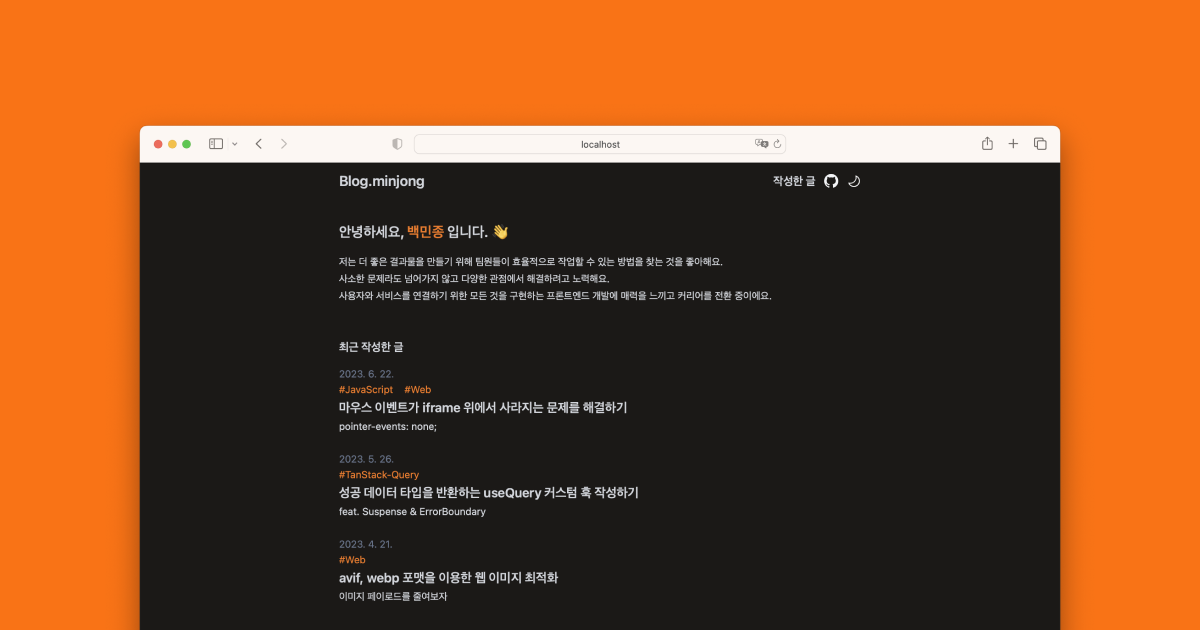 localhost
Blog.minjong
작성한 글
안녕하세요, 백민종 입니다. 👋
저는 더 좋은 결과물을 만들기 위해 팀원들이 효율적으로 작업할 수 있는 방법을 찾는 것을 좋아해요.
사소한 문제라도 넘어가지 않고 다양한 관점에서 해결하려고 노력해요.
사용자와 서비스를 연결하기 위한 모든 것을 구현하는 프론트엔드 개발에 매력을 느끼고 커리어를 전환 중이에요.
최근 작성한 글
2023. 6. 22.
#JavaScript #Web
마우스 이벤트가 iframe 위에서 사라지는 문제를 해결하기
pointer-events: none;
2023. 5. 26.
#TanStack-Query
성공 데이터 타입을 반환하는 useQuery 커스텀 훅 작성하기
feat. Suspense & ErrorBoundary
2023. 4. 21.
#Web
avif, webp 포맷을 이용한 웹 이미지 최적화
이미지 페이로드를 줄여보자